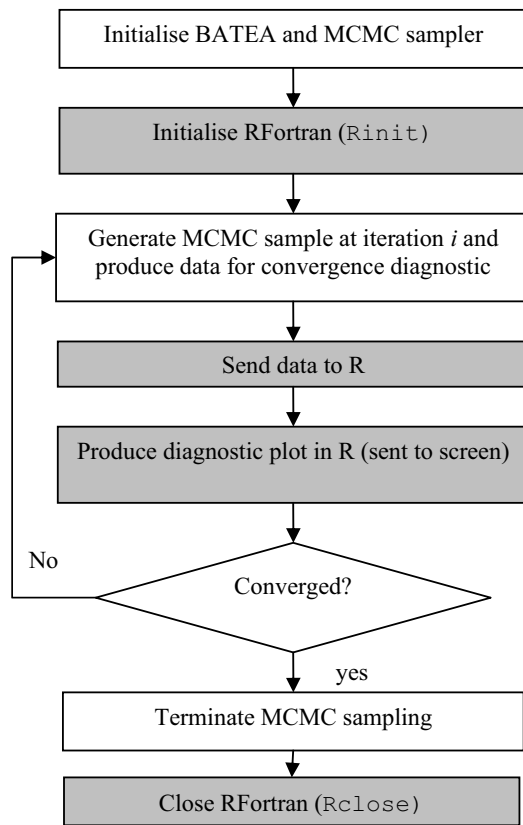 Initialise BATEA and MCMC sampler
Initialise RFortran (Rinit)
Generate MCMC sample at iteration i and
produce data for convergence diagnostic
Send data to R
Produce diagnostic plot in R (sent to screen)
No
Converged?
yes
Terminate MCMC sampling
Close RFortran (Rclose)